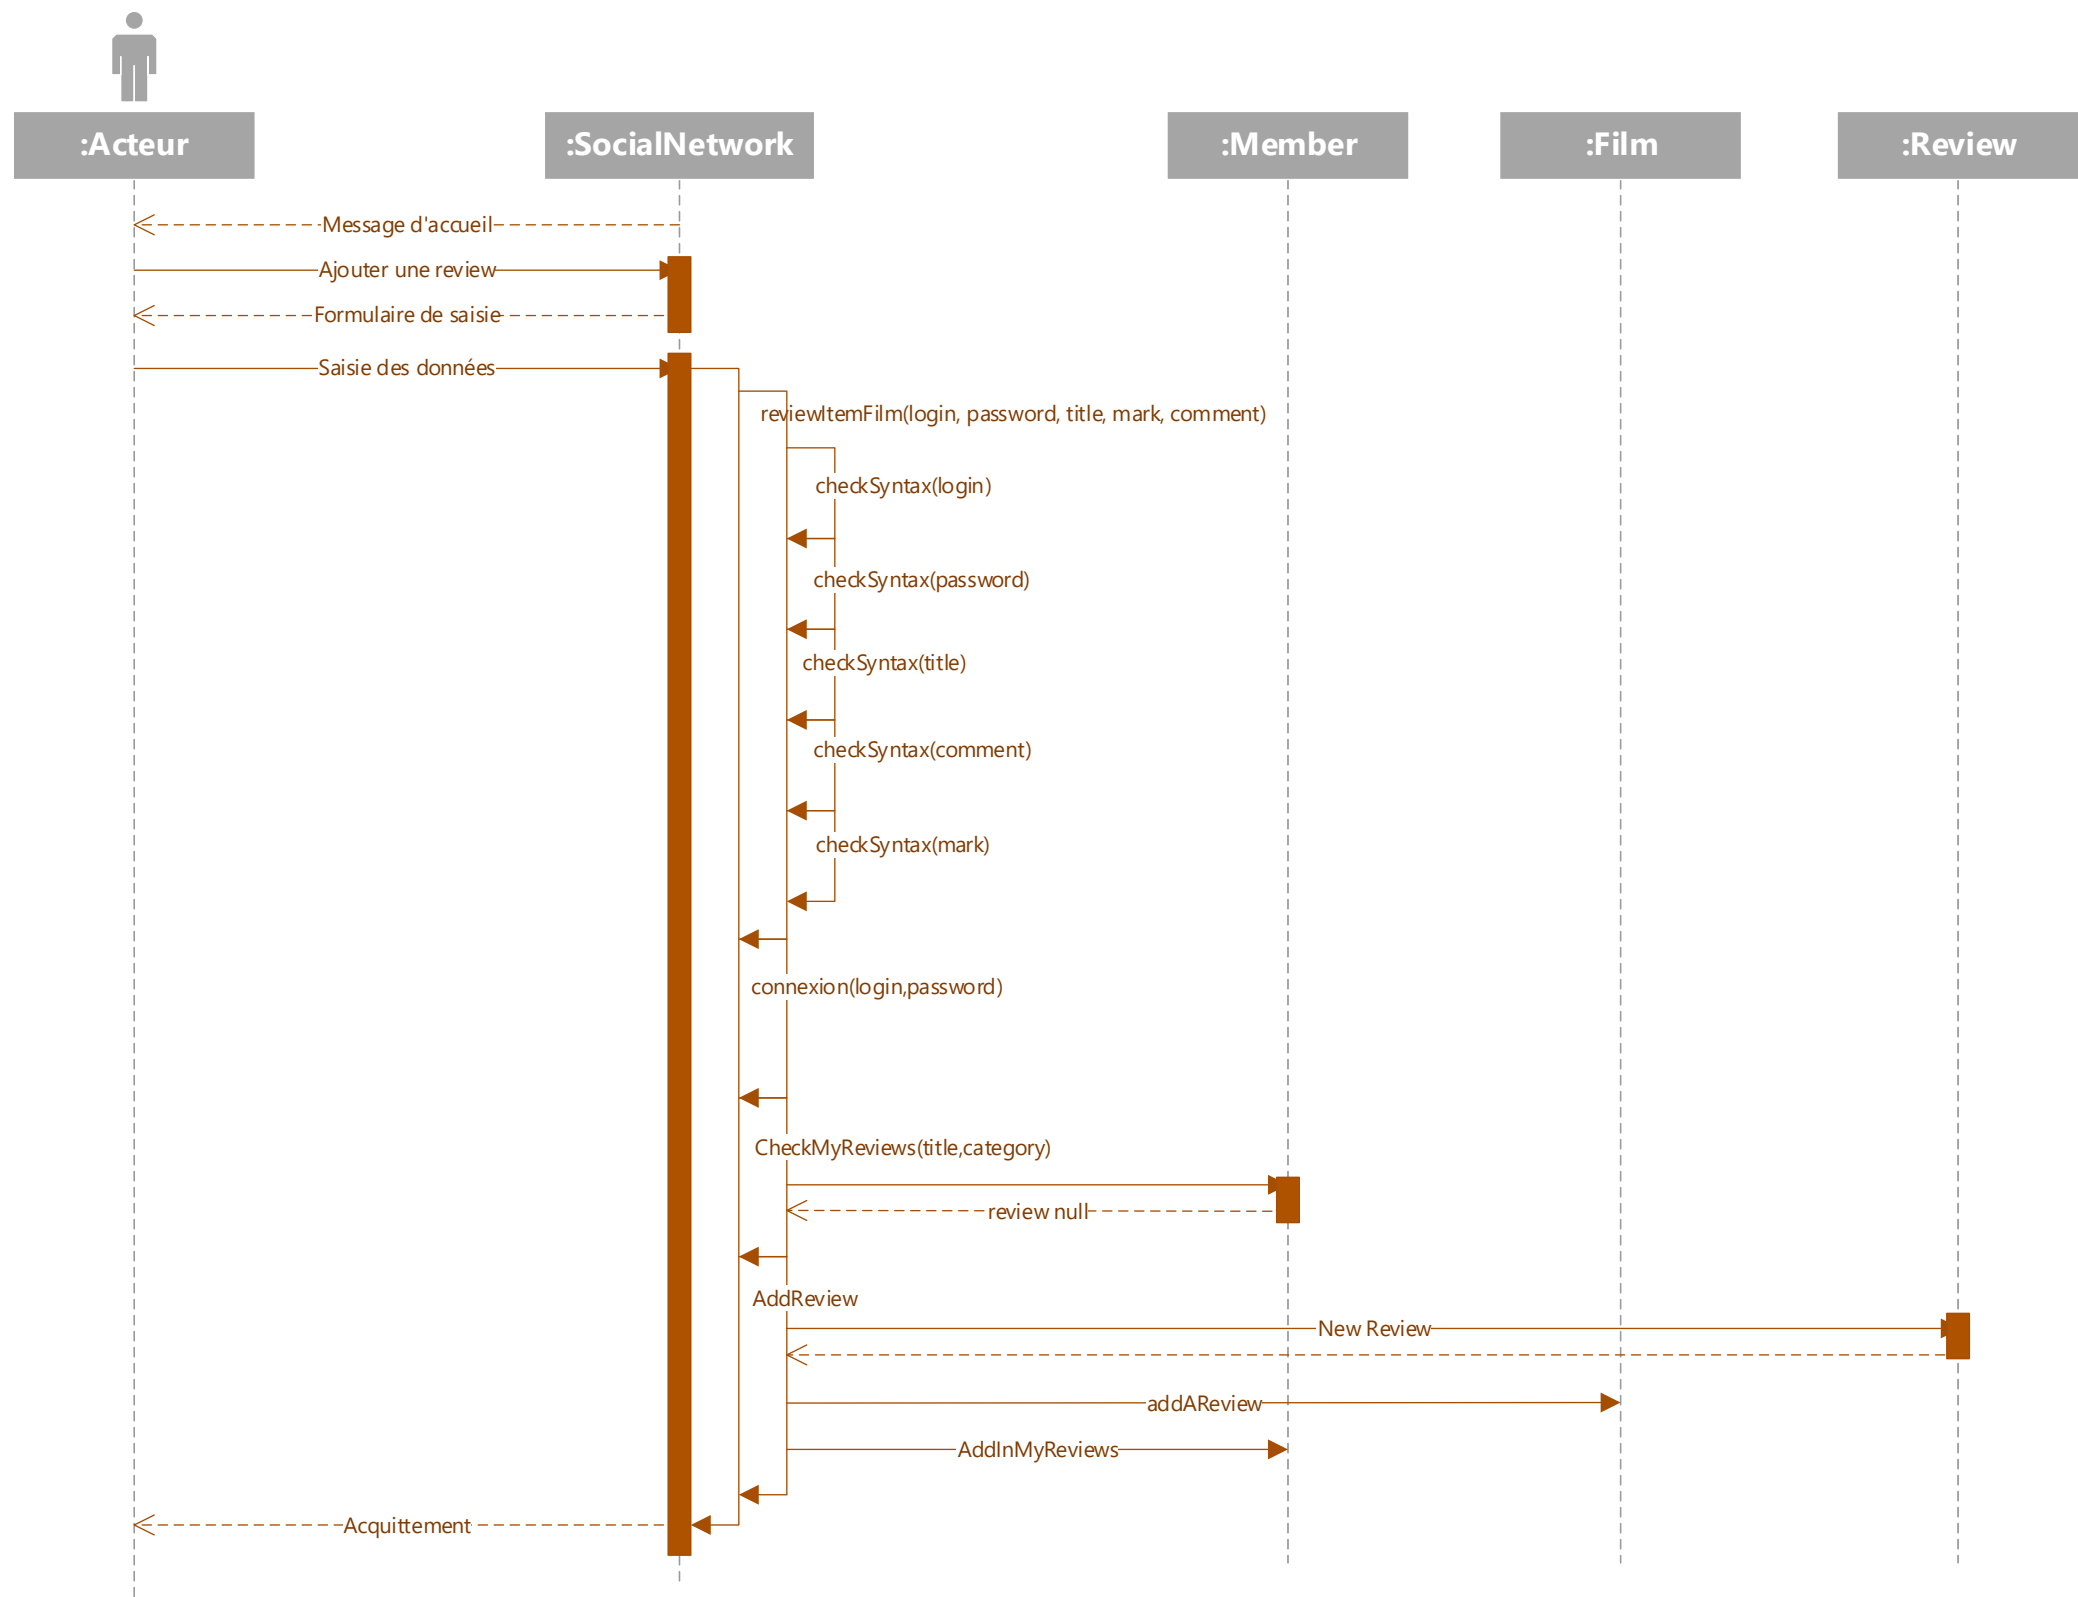 :Acteur
:SocialNetwork
:Member
:Film
:Review
Message d'accueil
Ajouter une review
Formulaire de saisie
Saisie des données
reviewItemFilm(login, password, title, mark, comment)
checkSyntax(login)
checkSyntax(password)
checkSyntax(title)
checkSyntax(comment)
checkSyntax(mark)
connexion(login,password)
CheckMyReviews(title,category)
review null
AddReview
New Review
addAReview
AddInMyReviews
Acquittement